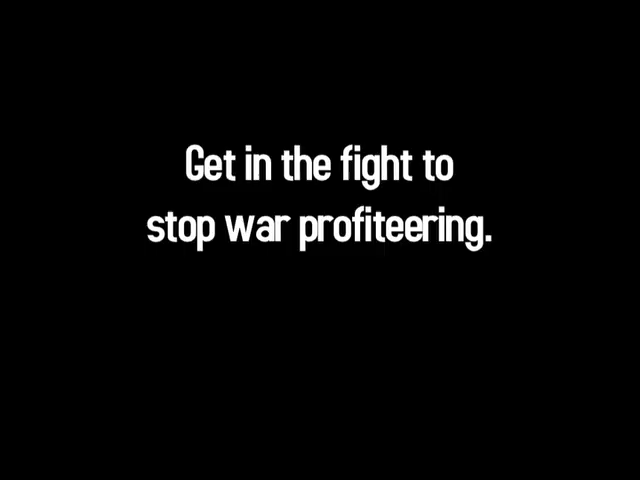 Get in the fight to
stop war profiteering.